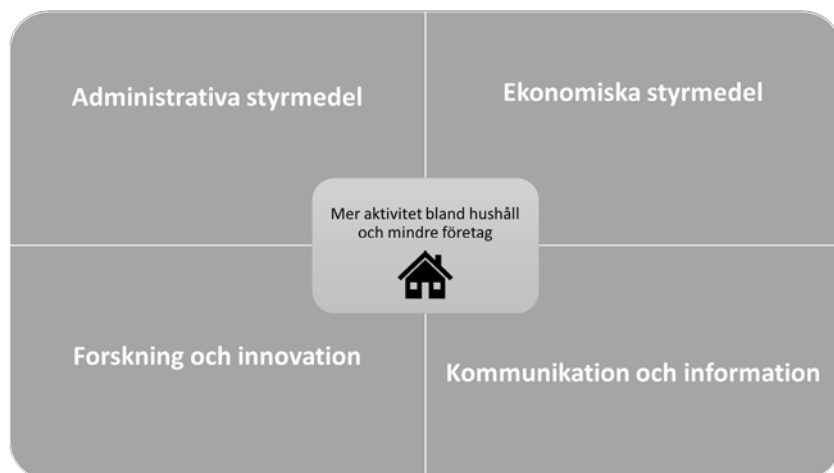 Administrativa styrmedel
Ekonomiska styrmedel
Mer aktivitet bland hushåll
och mindre företag
Forskning och innovation
Kommunikation och information